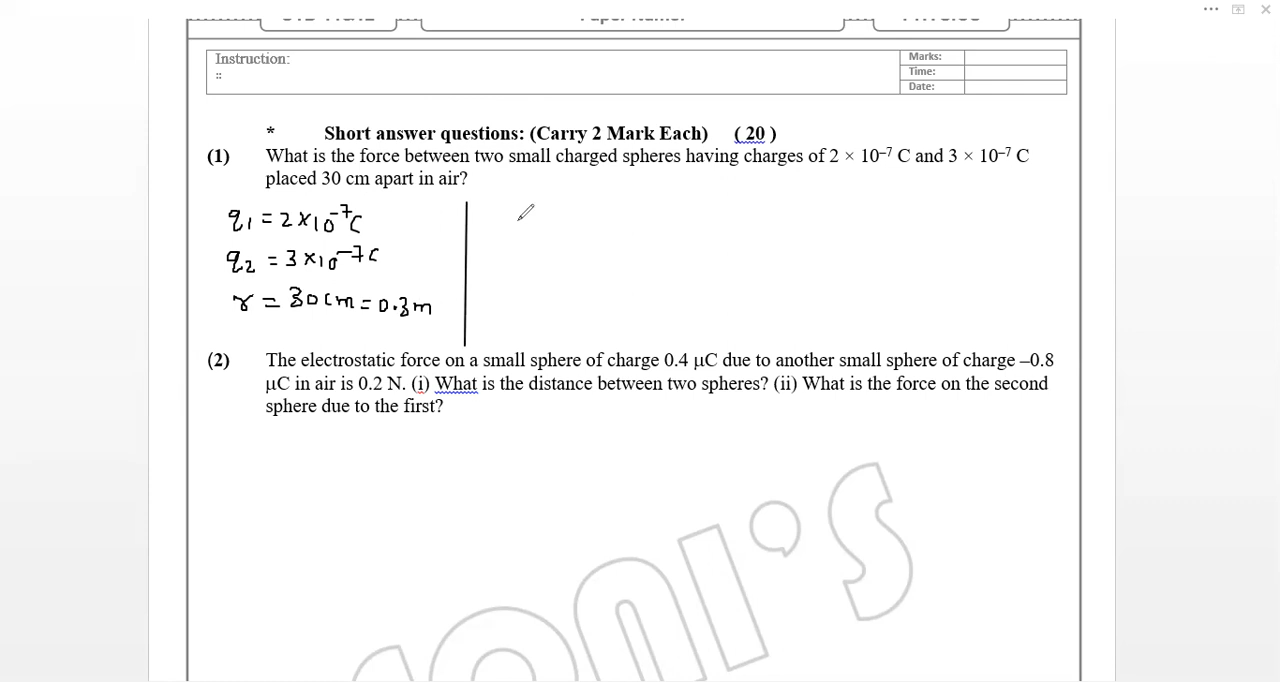 Instruction:
::
Marks:
Time:
Date:
* Short answer questions: (Carry 2 Mark Each) ( 20 )
(1) What is the force between two small charged spheres having charges of 2 × 10⁻⁷ C and 3 × 10⁻⁷ C
placed 30 cm apart in air?
q₁ = 2 × 10⁻⁷ C
q₂ = 3 × 10⁻⁷ C
r = 30 cm = 0.3 m
(2) The electrostatic force on a small sphere of charge 0.4 μC due to another small sphere of charge –0.8
μC in air is 0.2 N. (i) What is the distance between two spheres? (ii) What is the force on the second
sphere due to the first?